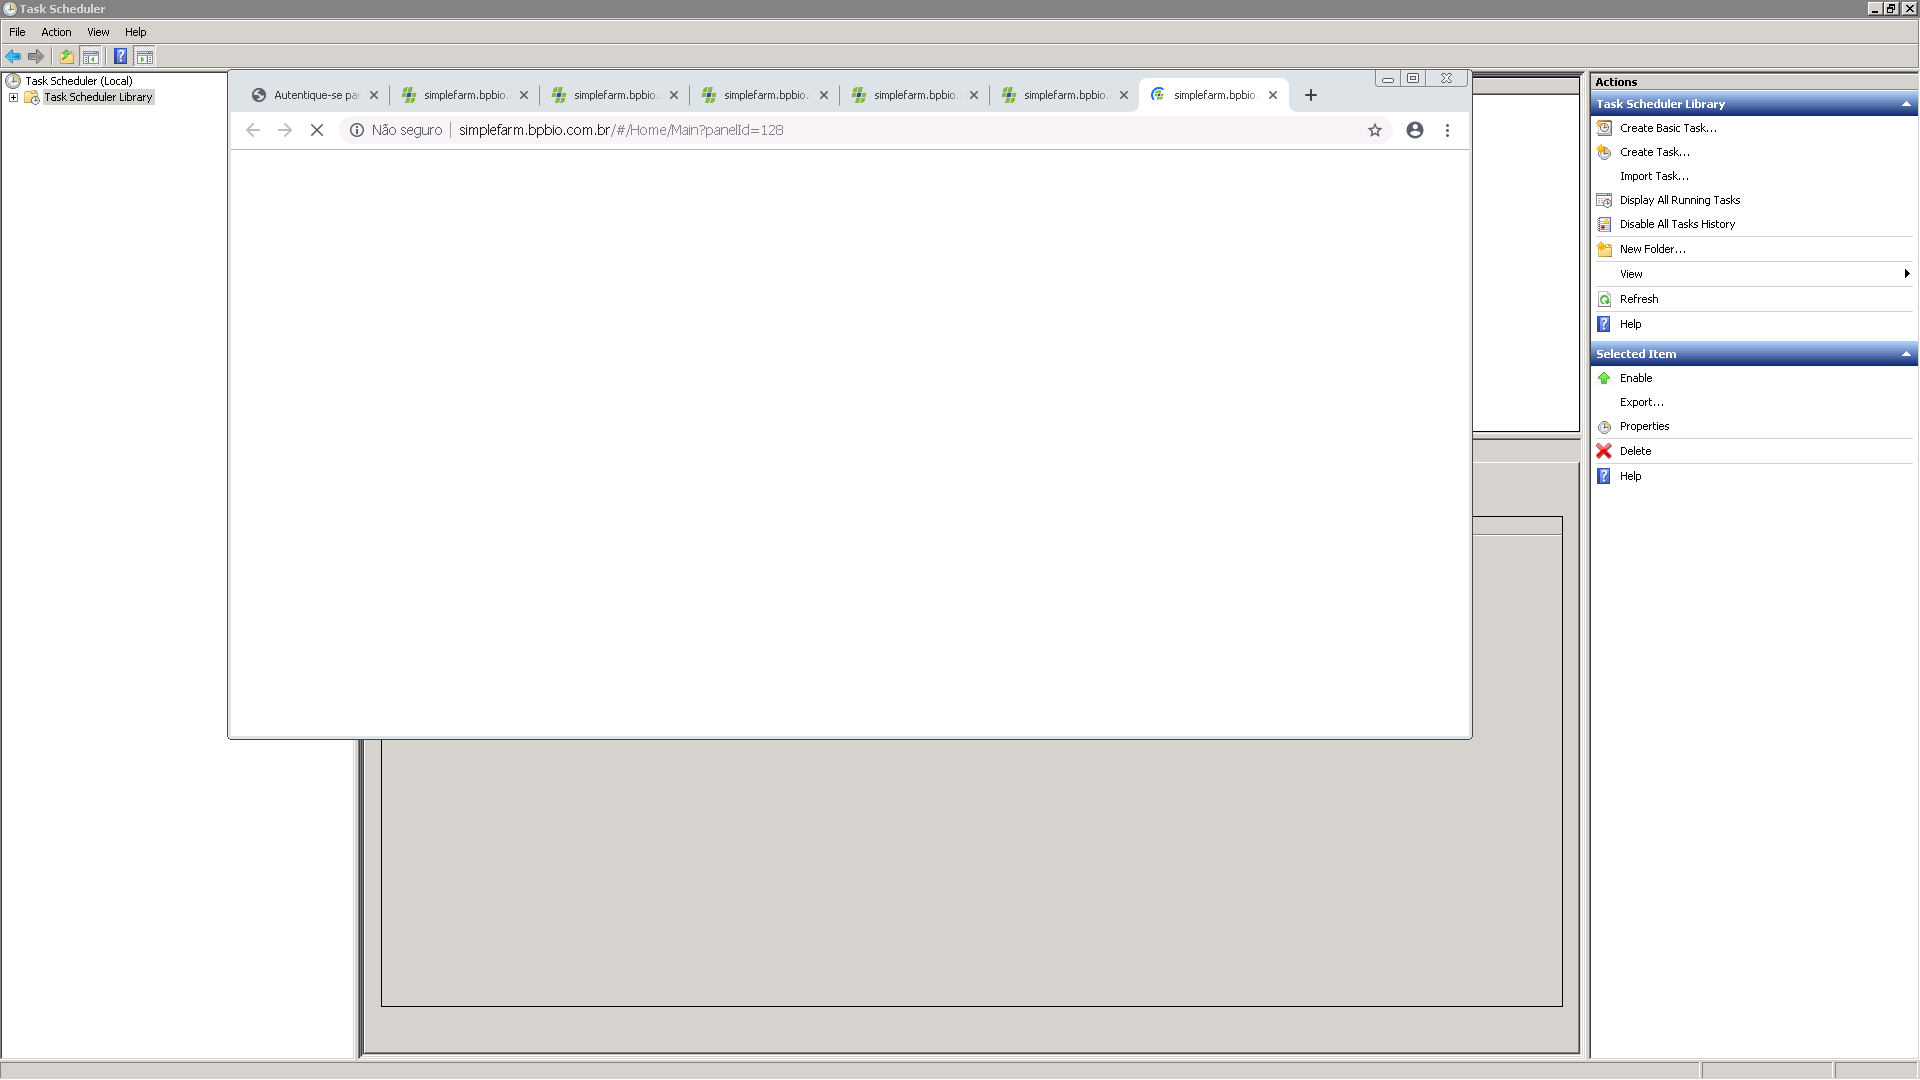 Task Scheduler
File Action View Help
Task Scheduler (Local)
Task Scheduler Library
Autentique-se par
simplefarm.bpbio.
simplefarm.bpbio.
simplefarm.bpbio.
simplefarm.bpbio.
simplefarm.bpbio.
simplefarm.bpbio.
Não seguro simplefarm.bpbio.com.br/#/Home/Main?panelId=128
Actions
Task Scheduler Library
Create Basic Task...
Create Task...
Import Task...
Display All Running Tasks
Disable All Tasks History
New Folder...
View
Refresh
Help
Selected Item
Enable
Export...
Properties
Delete
Help